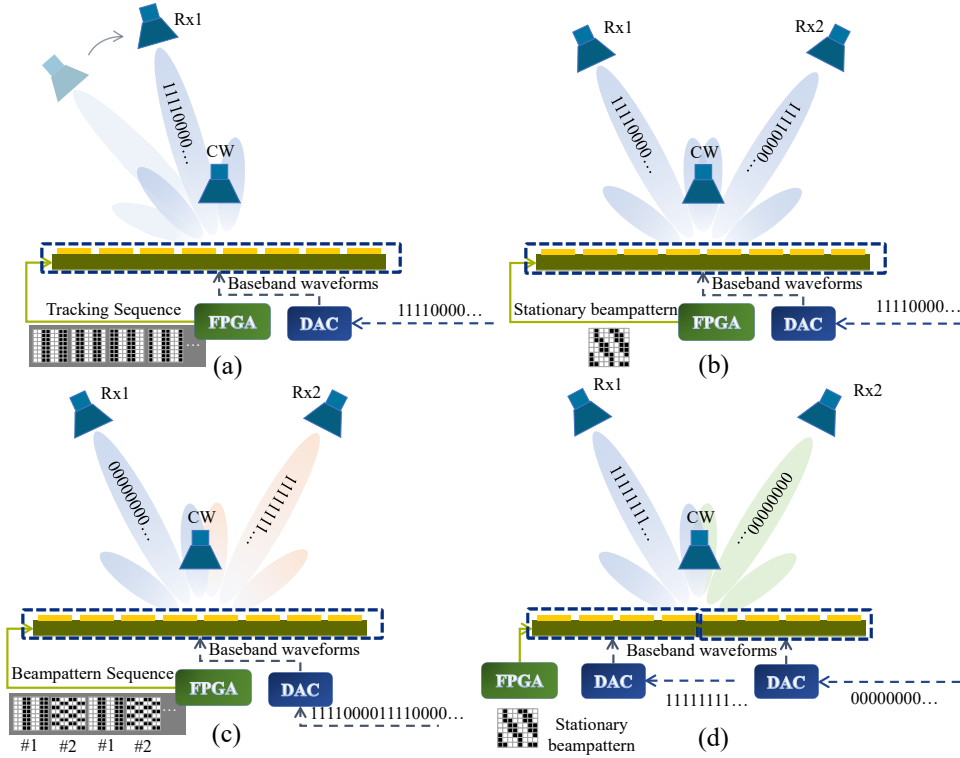 Rx1
11110000…
CW
Baseband waveforms
Tracking Sequence
FPGA
DAC
11110000…
...
(a)
Rx1
Rx2
11110000…
11110000…
CW
Baseband waveforms
Stationary beampattern
FPGA
DAC
11110000…
(b)
Rx1
Rx2
00000000…
11111111…
CW
Baseband waveforms
Beampattern Sequence
FPGA
DAC
1111000011110000…
...
#1 #2 #1 #2
(c)
Rx1
Rx2
11111111…
00000000…
CW
Baseband waveforms
FPGA
DAC
DAC
11111111…
00000000…
Stationary
beampattern
(d)